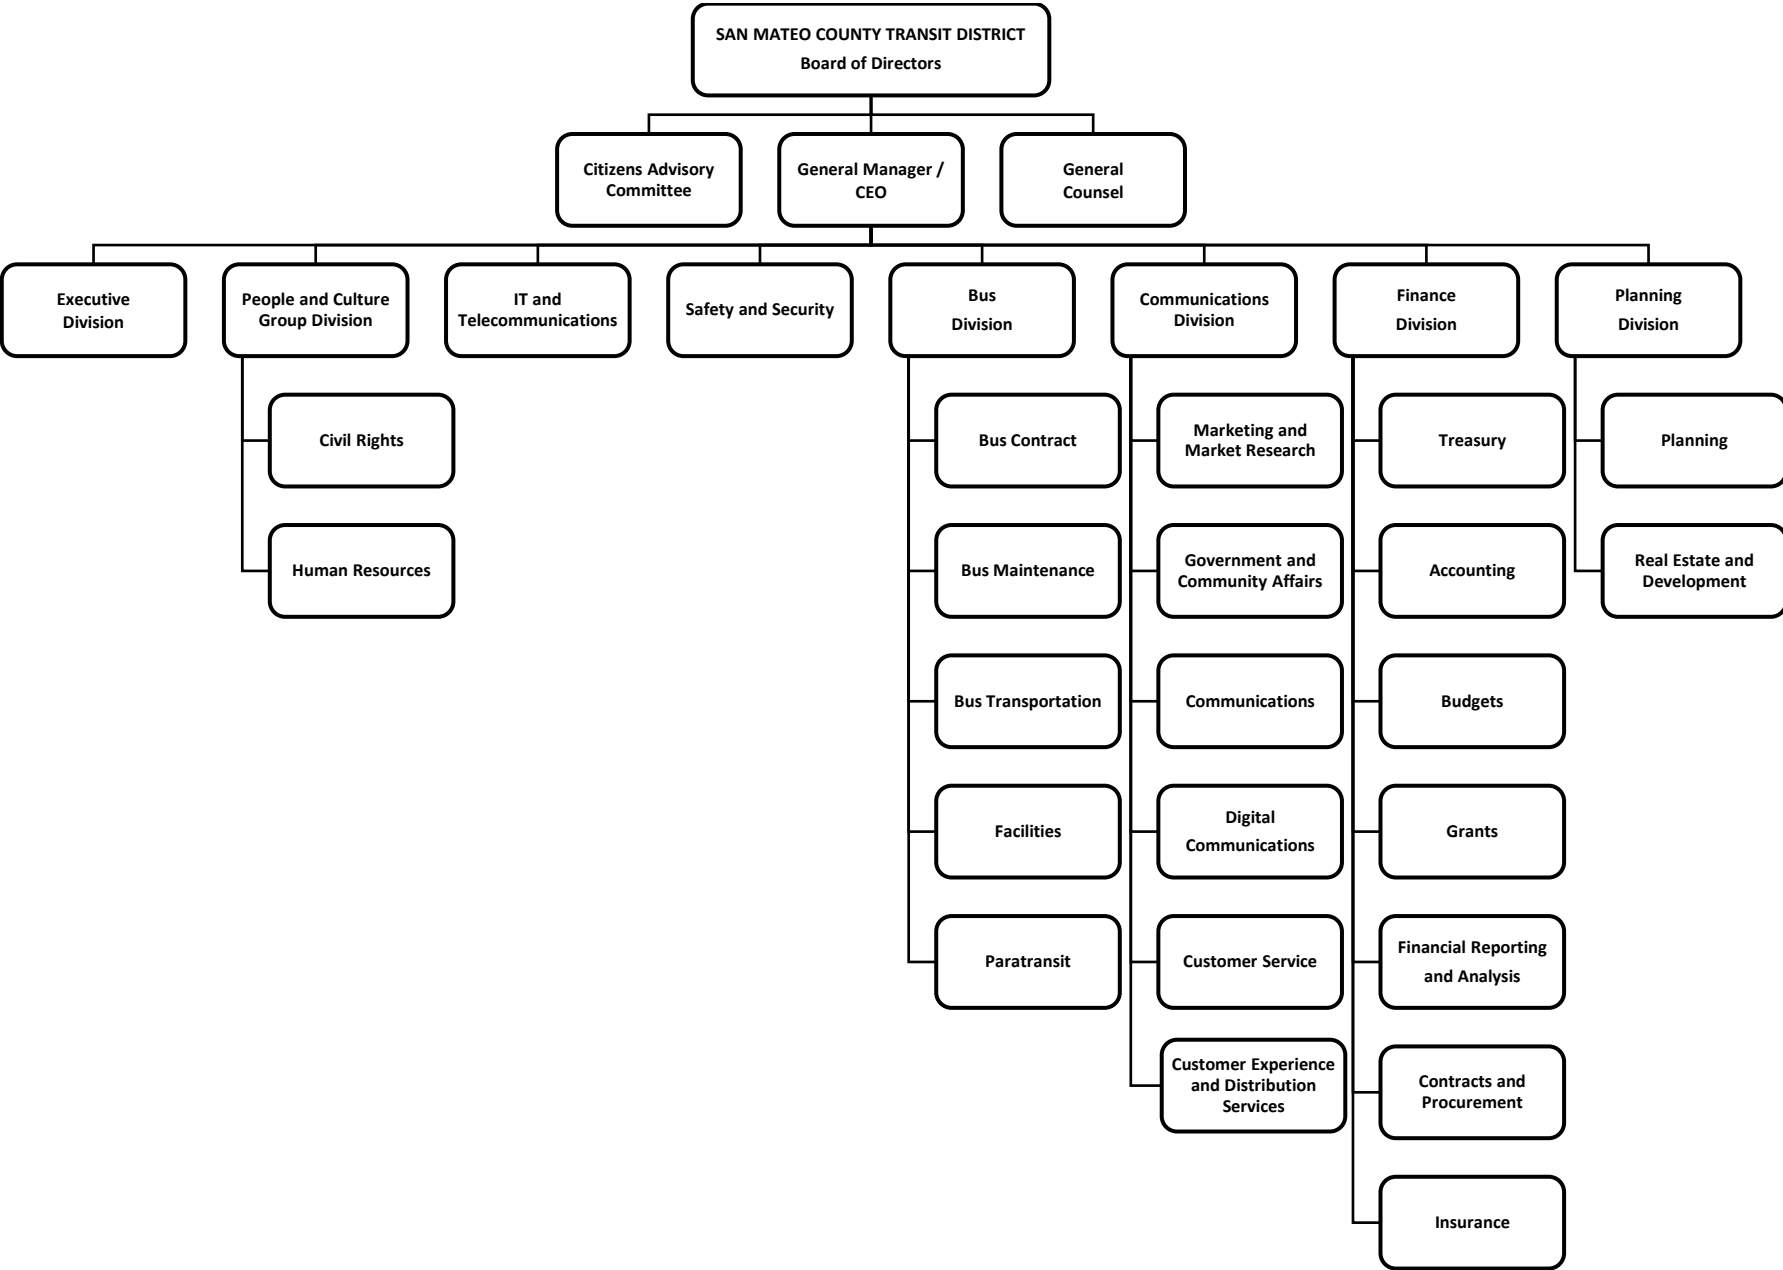 SAN MATEO COUNTY TRANSIT DISTRICT
Board of Directors
Citizens Advisory
Committee
General Manager /
CEO
General
Counsel
Executive
Division
People and Culture
Group Division
IT and
Telecommunications
Safety and Security
Bus
Division
Communications
Division
Finance
Division
Planning
Division
Civil Rights
Human Resources
Bus Contract
Bus Maintenance
Bus Transportation
Facilities
Paratransit
Marketing and
Market Research
Government and
Community Affairs
Communications
Digital
Communications
Customer Service
Customer Experience
and Distribution
Services
Treasury
Accounting
Budgets
Grants
Financial Reporting
and Analysis
Contracts and
Procurement
Insurance
Planning
Real Estate and
Development